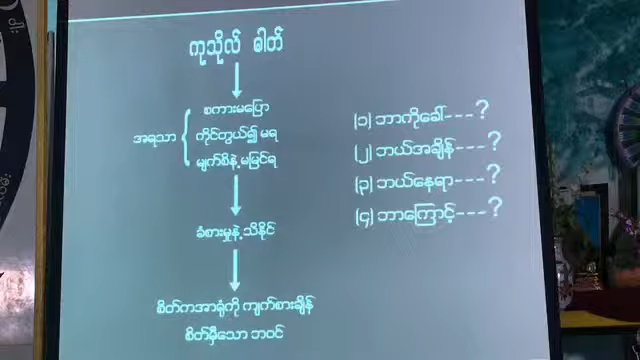 ကုသိုလ် ဓါတ်
အရသာ
စကားမပြော
ကိုင်တွယ်၍ မရ
မျက်စိနဲ့ မမြင်ရ
ခံစားမှုနဲ့ သိနိုင်
စိတ်ကအာရုံကို ကျက်စားချိန်
စိတ်မှီသော ဘဝင်
(၁) ဘာကိုခေါ်---?
(၂) ဘယ်အချိန်---?
(၃) ဘယ်နေရာ---?
(၄) ဘာကြောင့်---?